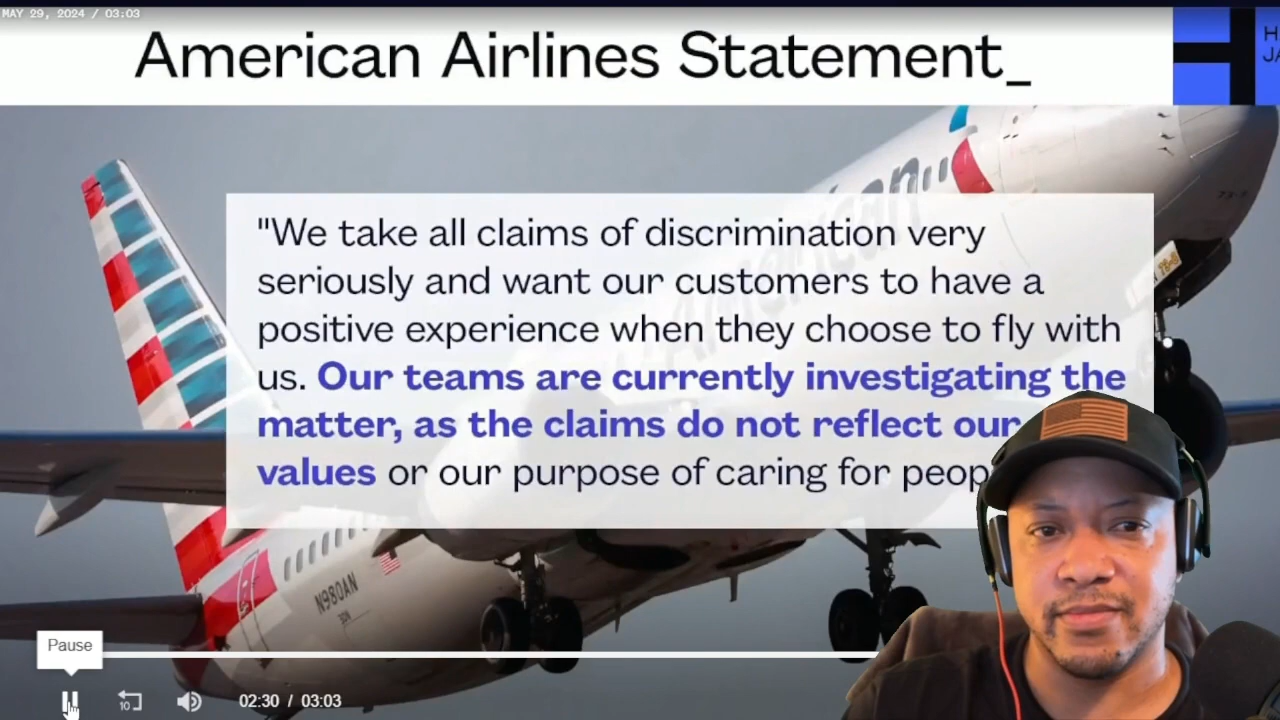 MAY 29, 2024 / 03:03
American Airlines Statement_
"We take all claims of discrimination very
seriously and want our customers to have a
positive experience when they choose to fly with
us. Our teams are currently investigating the
matter, as the claims do not reflect our
values or our purpose of caring for
American
N980AN
Pause
10
02:30 / 03:03